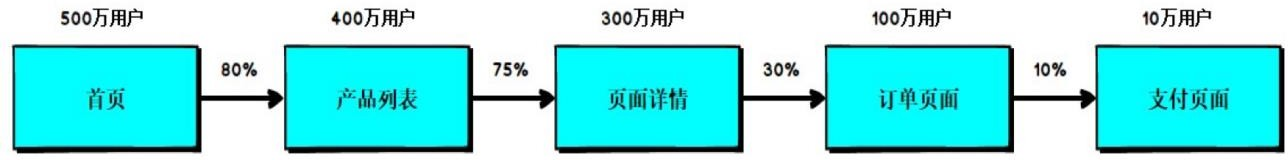 500万用户
400万用户
300万用户
100万用户
10万用户
80%
75%
30%
10%
首页
产品列表
页面详情
订单页面
支付页面